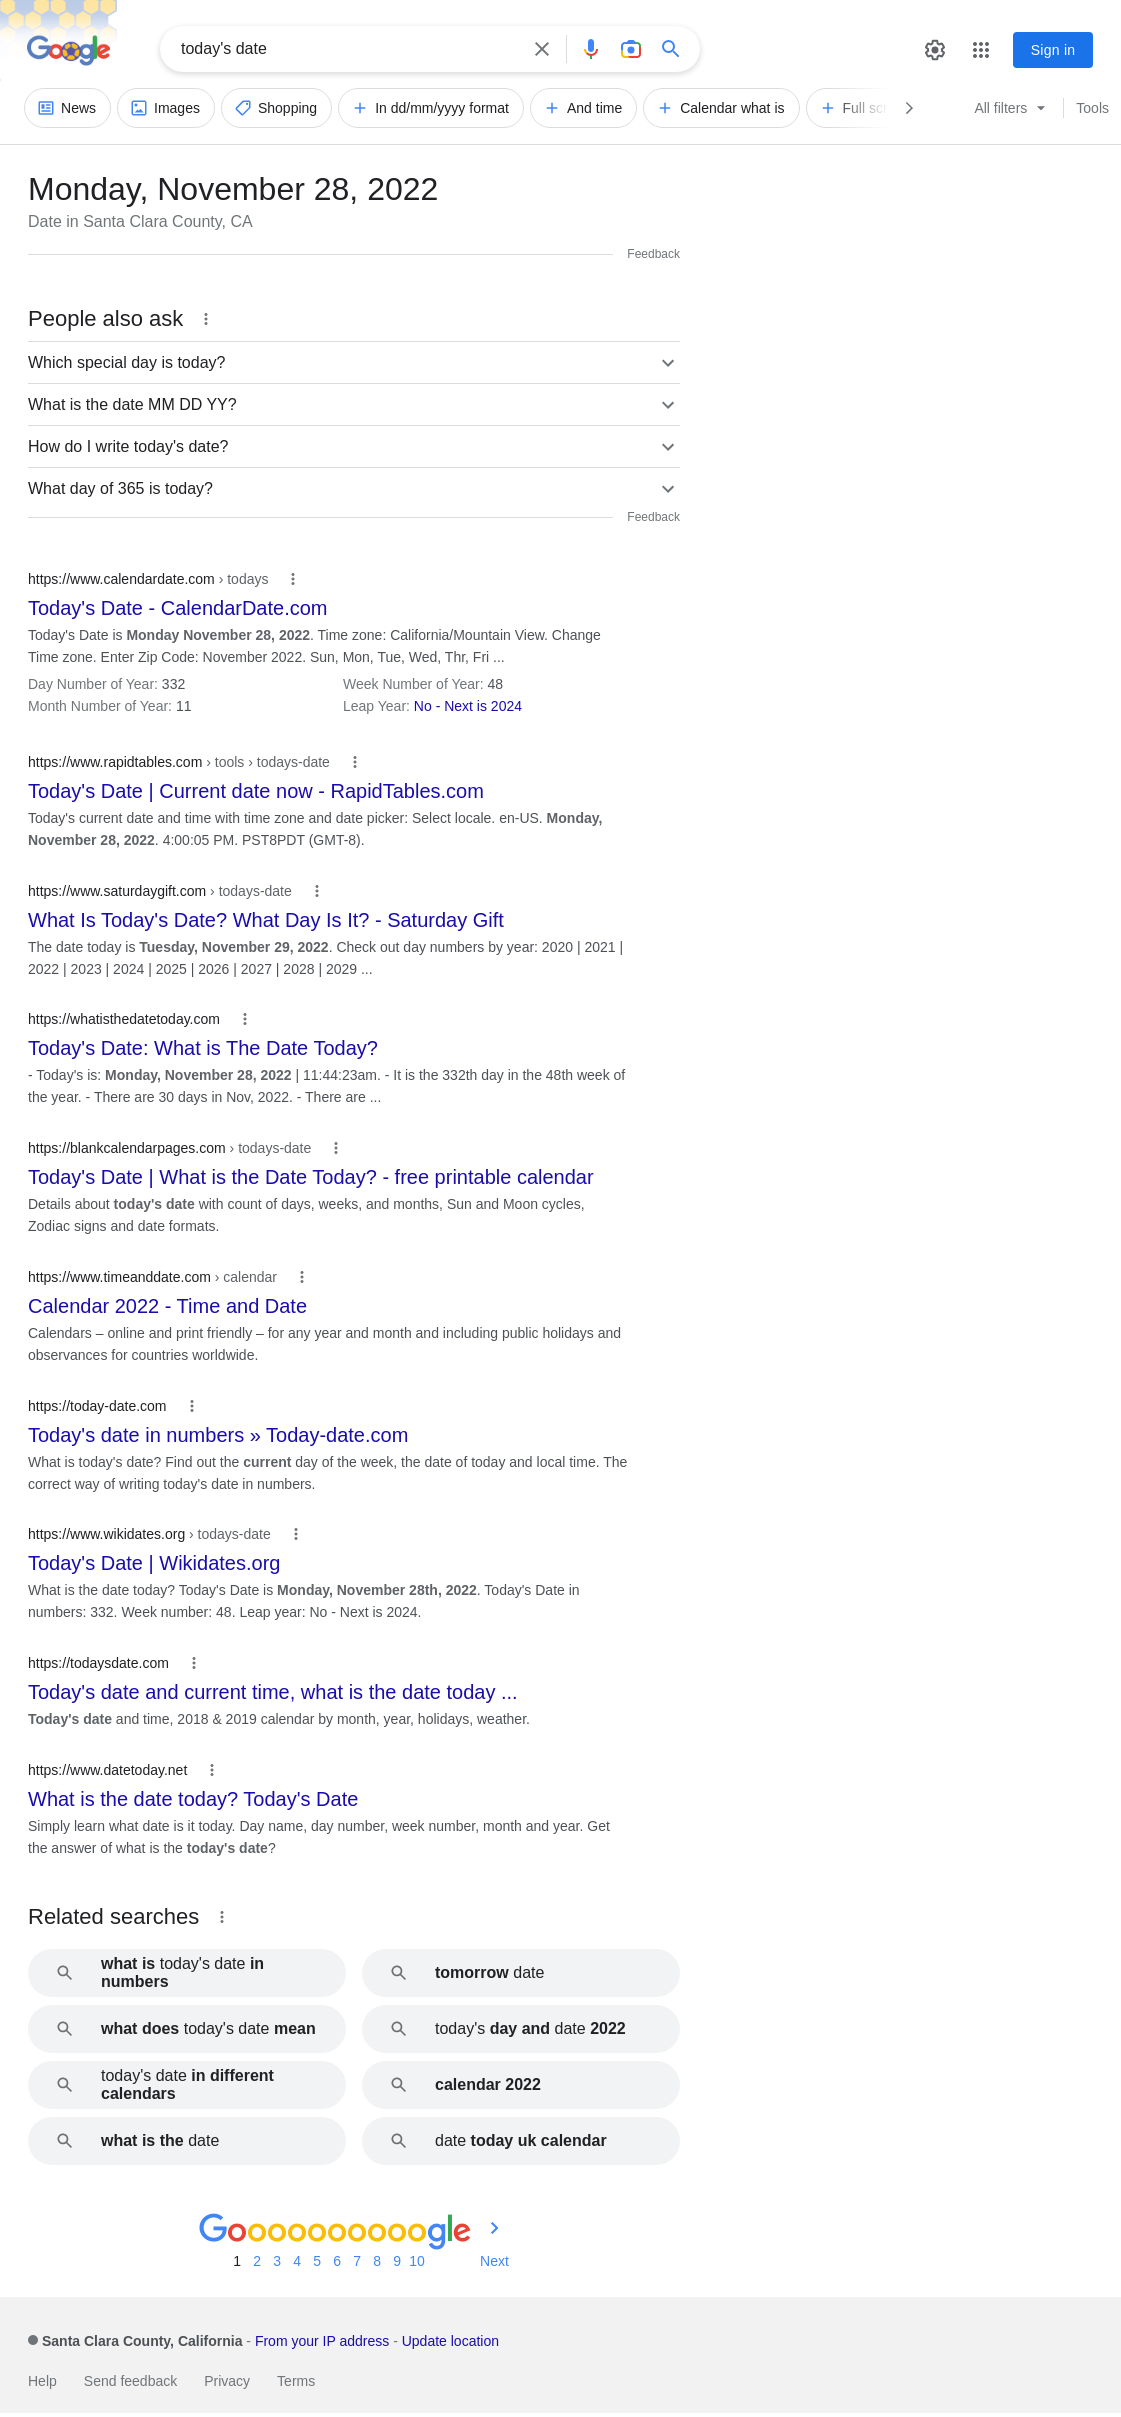 Google
today's date
Sign in
News
Images
Shopping
In dd/mm/yyyy format
And time
Calendar what is
Full
All filters
Tools
Monday, November 28, 2022
Date in Santa Clara County, CA
Feedback
People also ask
Which special day is today?
What is the date MM DD YY?
How do I write today's date?
What day of 365 is today?
Feedback
https://www.calendardate.com › todays
Today's Date - CalendarDate.com
Today's Date is Monday November 28, 2022. Time zone: California/Mountain View. Change
Time zone. Enter Zip Code: November 2022. Sun, Mon, Tue, Wed, Thr, Fri ...
Day Number of Year: 332 Week Number of Year: 48
Month Number of Year: 11 Leap Year: No - Next is 2024
https://www.rapidtables.com › tools › todays-date
Today's Date | Current date now - RapidTables.com
Today's current date and time with time zone and date picker: Select locale. en-US. Monday,
November 28, 2022. 4:00:05 PM. PST8PDT (GMT-8).
https://www.saturdaygift.com › todays-date
What Is Today's Date? What Day Is It? - Saturday Gift
The date today is Tuesday, November 29, 2022. Check out day numbers by year: 2020 | 2021 |
2022 | 2023 | 2024 | 2025 | 2026 | 2027 | 2028 | 2029 ...
https://whatisthedatetoday.com
Today's Date: What is The Date Today?
- Today's is: Monday, November 28, 2022 | 11:44:23am. - It is the 332th day in the 48th week of
the year. - There are 30 days in Nov, 2022. - There are ...
https://blankcalendarpages.com › todays-date
Today's Date | What is the Date Today? - free printable calendar
Details about today's date with count of days, weeks, and months, Sun and Moon cycles,
Zodiac signs and date formats.
https://www.timeanddate.com › calendar
Calendar 2022 - Time and Date
Calendars – online and print friendly – for any year and month and including public holidays and
observances for countries worldwide.
https://today-date.com
Today's date in numbers » Today-date.com
What is today's date? Find out the current day of the week, the date of today and local time. The
correct way of writing today's date in numbers.
https://www.wikidates.org › todays-date
Today's Date | Wikidates.org
What is the date today? Today's Date is Monday, November 28th, 2022. Today's Date in
numbers: 332. Week number: 48. Leap year: No - Next is 2024.
https://todaysdate.com
Today's date and current time, what is the date today ...
Today's date and time, 2018 & 2019 calendar by month, year, holidays, weather.
https://www.datetoday.net
What is the date today? Today's Date
Simply learn what date is it today. Day name, day number, week number, month and year. Get
the answer of what is the today's date?
Related searches
what is today's date in
numbers
tomorrow date
what does today's date mean
today's day and date 2022
today's date in different
calendars
calendar 2022
what is the date
date today uk calendar
Goooooooooogle
1 2 3 4 5 6 7 8 9 10 Next
Santa Clara County, California - From your IP address - Update location
Help Send feedback Privacy Terms